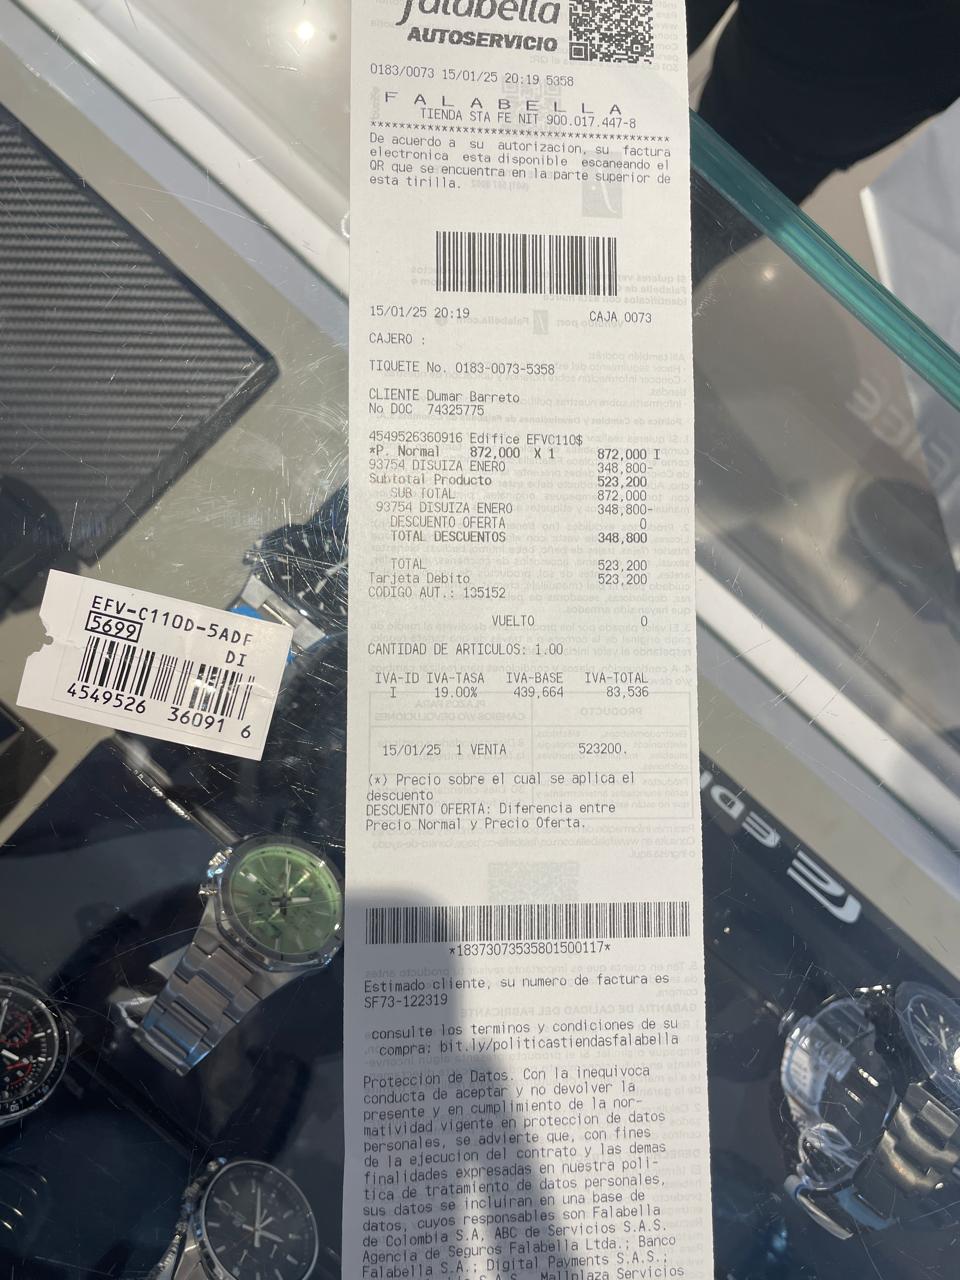 falabella
AUTOSERVICIO
0183/0073 15/01/25 20:19 5358
F A L A B E L L A
TIENDA STA FE NIT 900.017.447-8
****************************************
De acuerdo a su autorizacion, su factura
electronica esta disponible escaneando el
QR que se encuentra en la parte superior de
esta tirilla.
15/01/25 20:19 CAJA 0073
CAJERO :
TIQUETE No. 0183-0073-5358
CLIENTE Dumar Barreto
No DOC 74325775
4549526360916 Edifice EFVC110$
*P. Normal 872,000 X 1 872,000 I
93754 DISUIZA ENERO 348,800-
Subtotal Producto 523,200
SUB TOTAL 872,000
93754 DISUIZA ENERO 348,800-
DESCUENTO OFERTA 0
TOTAL DESCUENTOS 348,800
TOTAL 523,200
Tarjeta Debito 523,200
CODIGO AUT.: 135152
VUELTO 0
CANTIDAD DE ARTICULOS: 1.00
IVA-ID IVA-TASA IVA-BASE IVA-TOTAL
I 19.00% 439,664 83,536
15/01/25 1 VENTA 523200.
(*) Precio sobre el cual se aplica el
descuento
DESCUENTO OFERTA: Diferencia entre
Precio Normal y Precio Oferta.
*18373073535801500117*
Estimado cliente, su numero de factura es
SF73-122319
consulte los terminos y condiciones de su
compra: bit.ly/politicastiendasfalabella
Proteccion de Datos. Con la inequivoca
conducta de aceptar y no devolver la
presente y en cumplimiento de la nor-
matividad vigente en proteccion de datos
personales, se advierte que, con fines
de la ejecucion del contrato y las demas
finalidades expresadas en nuestra poli-
tica de tratamiento de datos personales,
sus datos se incluiran en una base de
datos, cuyos responsables son Falabella
de Colombia S.A, ABC de Servicios S.A.S.
Agencia de Seguros Falabella Ltda.; Banco
Falabella S.A.; Digital Payments S.A.S.;
Mallplaza Servicios
EFV-C110D-5ADF
5699
DI
4549526 36091 6